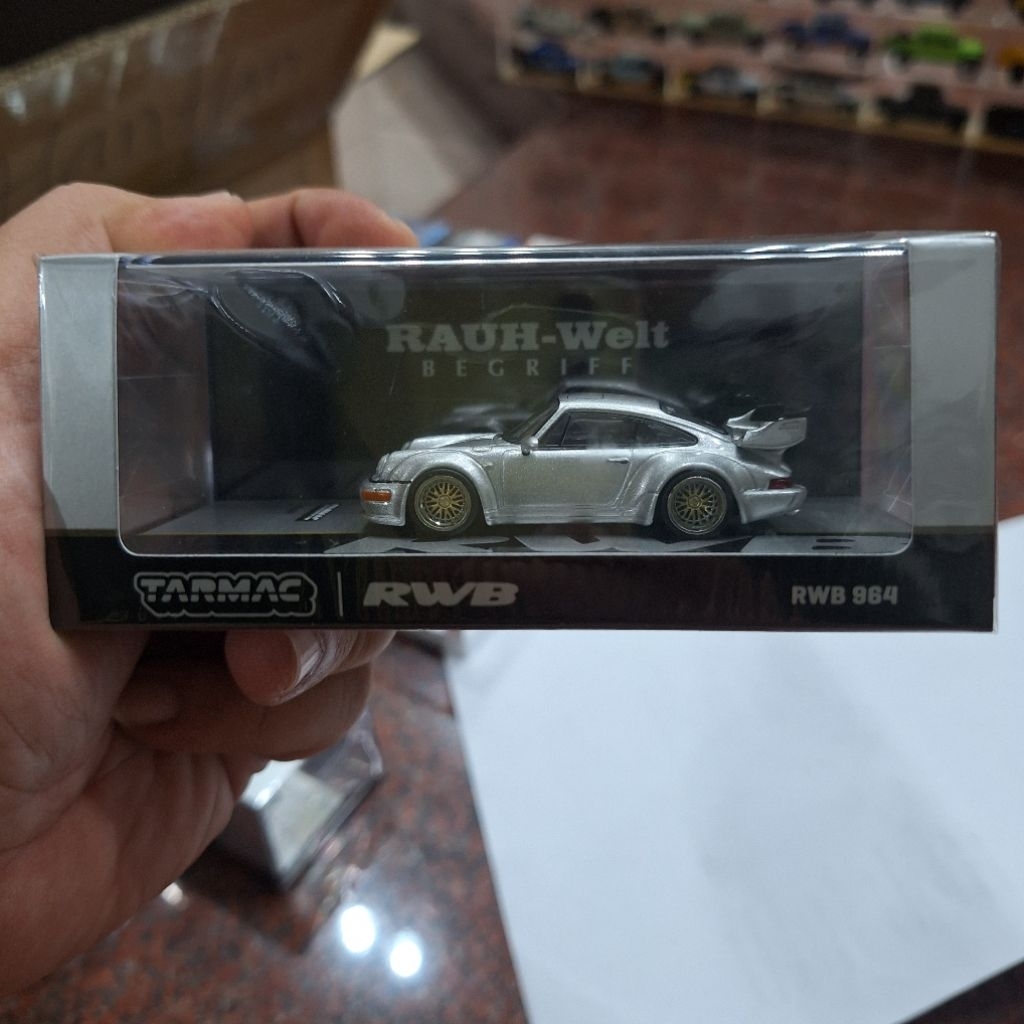 RAUH-Welt
BEGRIFF
TARMAC | RWB
RWB 964